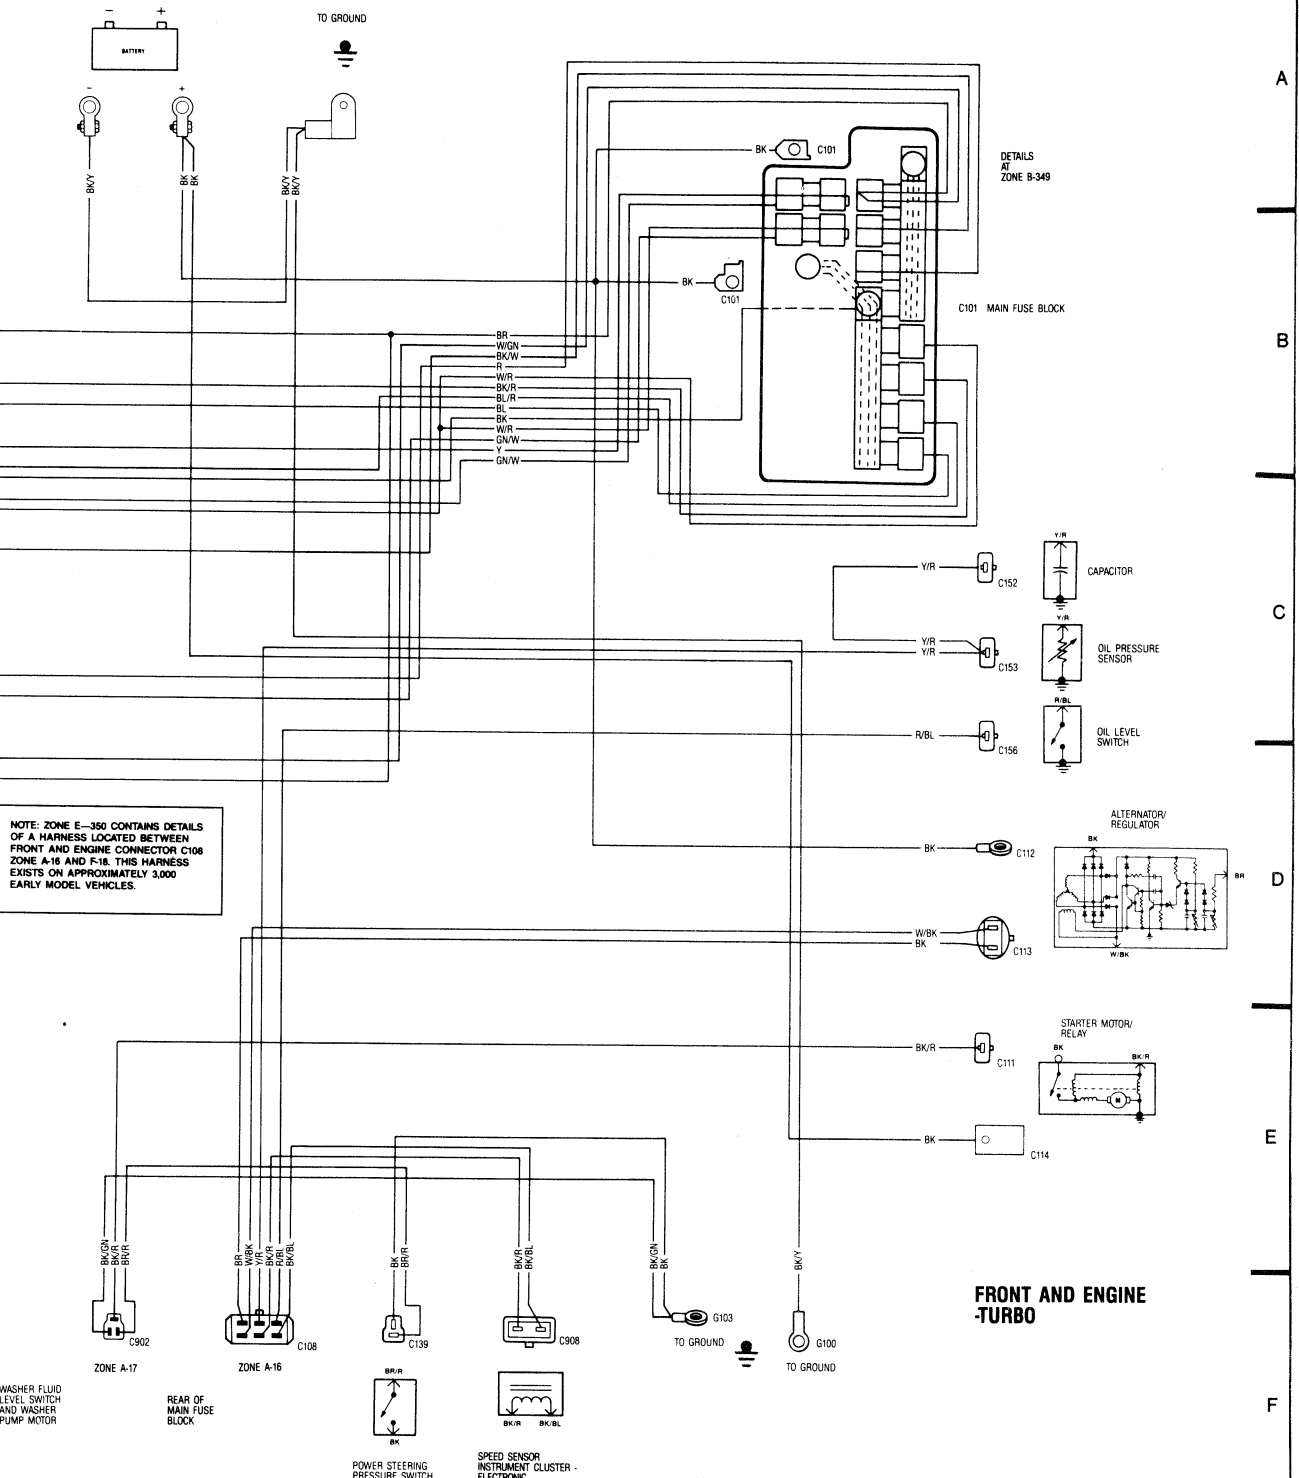 − +
TO GROUND
BATTERY
− +
BK/Y
BK
BK
BK/Y
BK/Y
BK
C101
DETAILS
AT
ZONE B-349
A
BK
C101
C101 MAIN FUSE BLOCK
B
BR
W/GN
BK/W
R
W/R
BK/R
BL/R
BL
BK
W/R
GN/W
Y
GN/W
Y/R
Y/R
C152
CAPACITOR
C
Y/R
Y/R
Y/R
C153
OIL PRESSURE
SENSOR
R/BL
R/BL
C156
OIL LEVEL
SWITCH
NOTE: ZONE E—350 CONTAINS DETAILS
OF A HARNESS LOCATED BETWEEN
FRONT AND ENGINE CONNECTOR C108
ZONE A-16 AND F-18. THIS HARNESS
EXISTS ON APPROXIMATELY 3,000
EARLY MODEL VEHICLES.
ALTERNATOR/
REGULATOR
BK
BK
C112
BR
D
W/BK
BK
C113
W/BK
STARTER MOTOR/
RELAY
BK
BK/R
BK/R
C111
M
BK
C114
E
BK/GN
BK/R
BR/R
BR
W/BK
Y/R
BK/R
R/BL
BK/BL
BK
BR/R
BK/R
BK/BL
BK/GN
BK
BK/Y
FRONT AND ENGINE
-TURBO
C902
C108
C139
C908
G103
TO GROUND
G100
TO GROUND
ZONE A-17
ZONE A-16
WASHER FLUID
LEVEL SWITCH
AND WASHER
PUMP MOTOR
REAR OF
MAIN FUSE
BLOCK
BR/R
BK
BK/R
BK/BL
F
POWER STEERING
PRESSURE SWITCH
SPEED SENSOR
INSTRUMENT CLUSTER -
ELECTRONIC